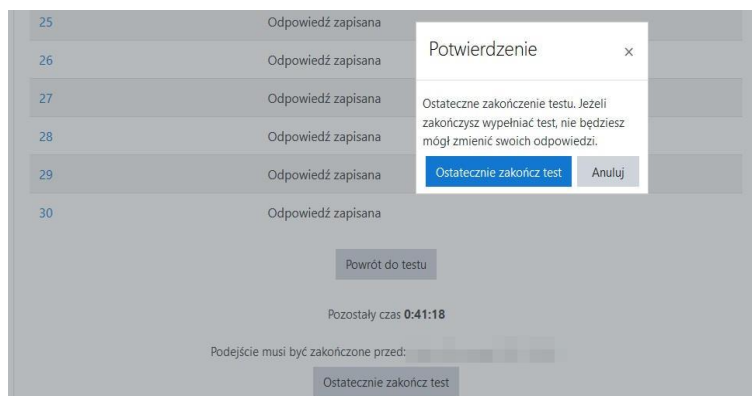 25 Odpowiedź zapisana
26 Odpowiedź zapisana
27 Odpowiedź zapisana
28 Odpowiedź zapisana
29 Odpowiedź zapisana
30 Odpowiedź zapisana
Potwierdzenie ×
Ostateczne zakończenie testu. Jeżeli
zakończysz wypełniać test, nie będziesz
mógł zmienić swoich odpowiedzi.
Ostatecznie zakończ test Anuluj
Powrót do testu
Pozostały czas 0:41:18
Podejście musi być zakończone przed:
Ostatecznie zakończ test